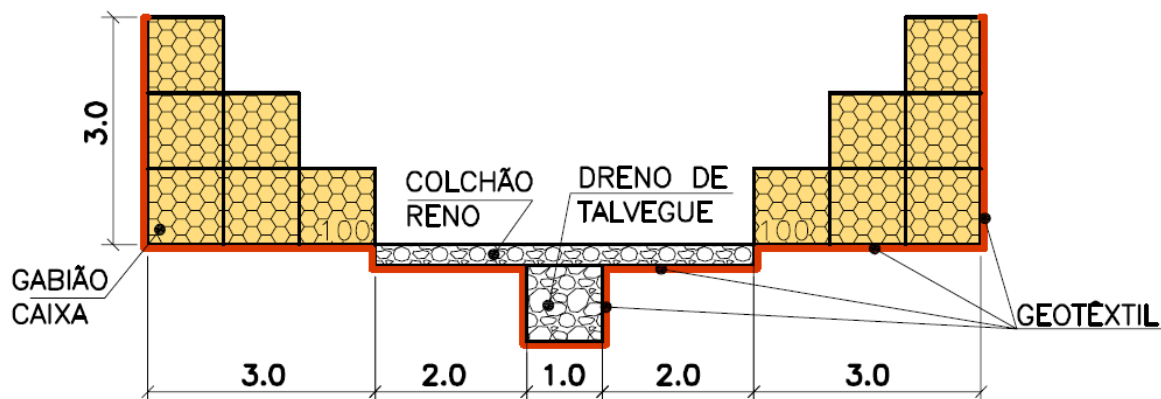 3.0
COLCHÃO
RENO
DRENO DE
TALVEGUE
100
100
GABIÃO
CAIXA
GEOTÊXTIL
3.0
2.0
1.0
2.0
3.0